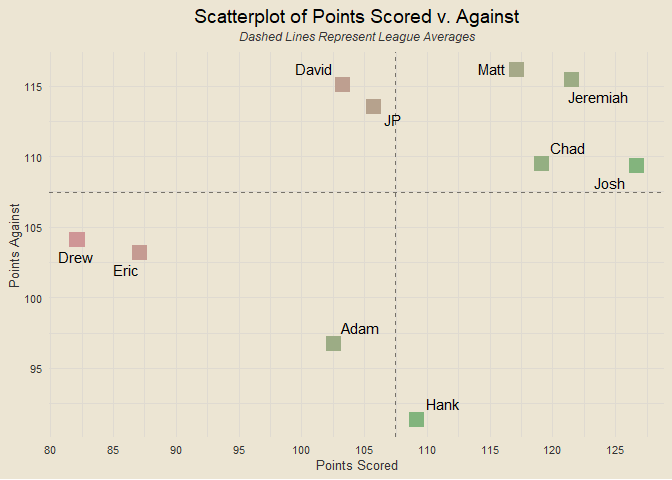 Scatterplot of Points Scored v. Against
Dashed Lines Represent League Averages
Points Against
115
110
105
100
95
David
Matt
Jeremiah
JP
Chad
Josh
Drew
Eric
Adam
Hank
80 85 90 95 100 105 110 115 120 125
Points Scored